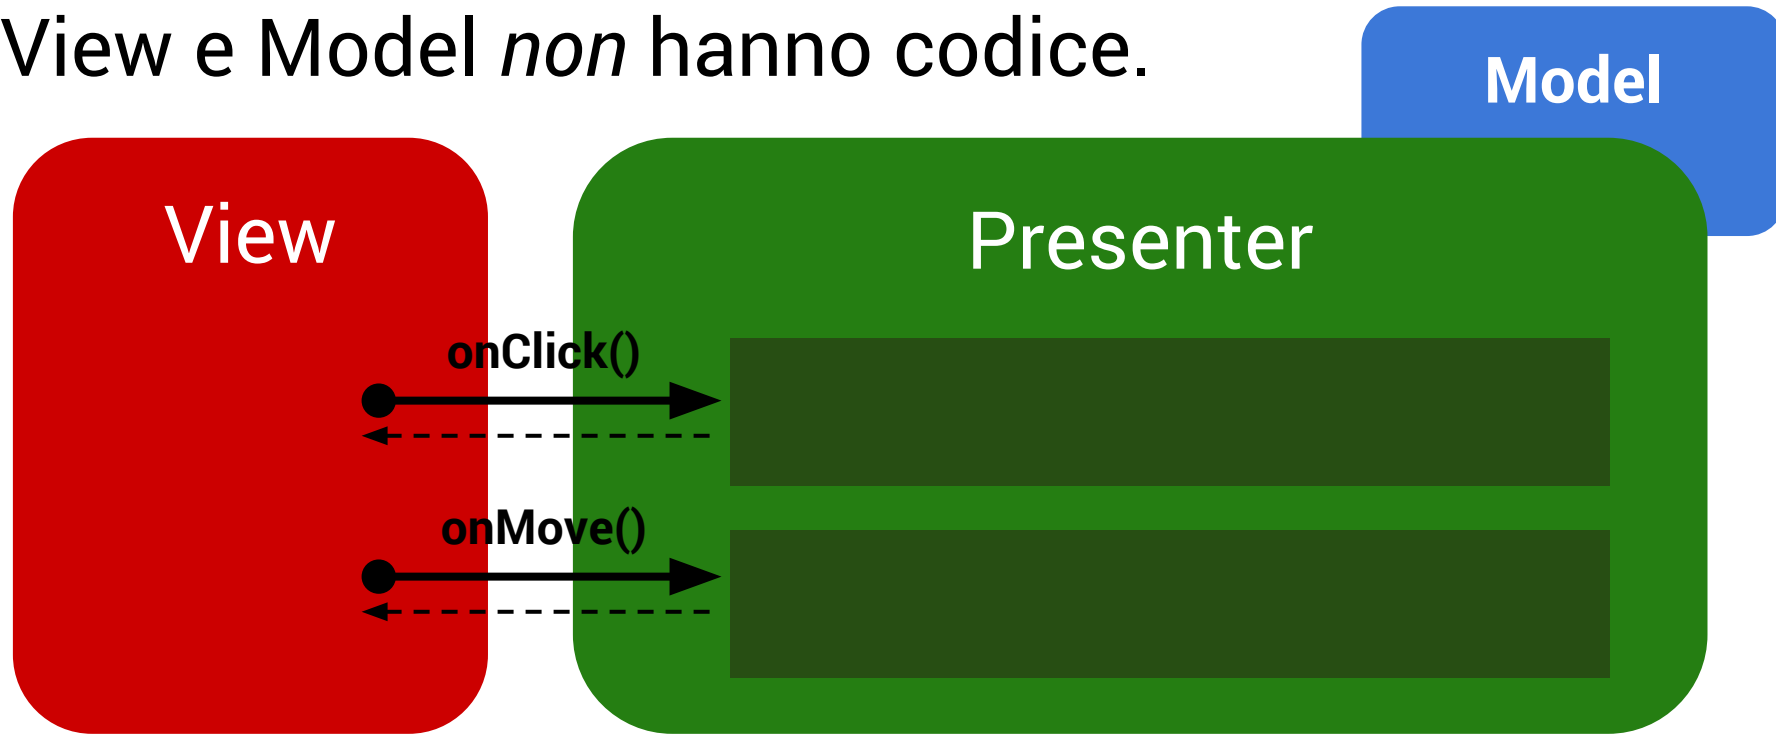 View e Model non hanno codice.
Model
View
Presenter
onClick()
onMove()